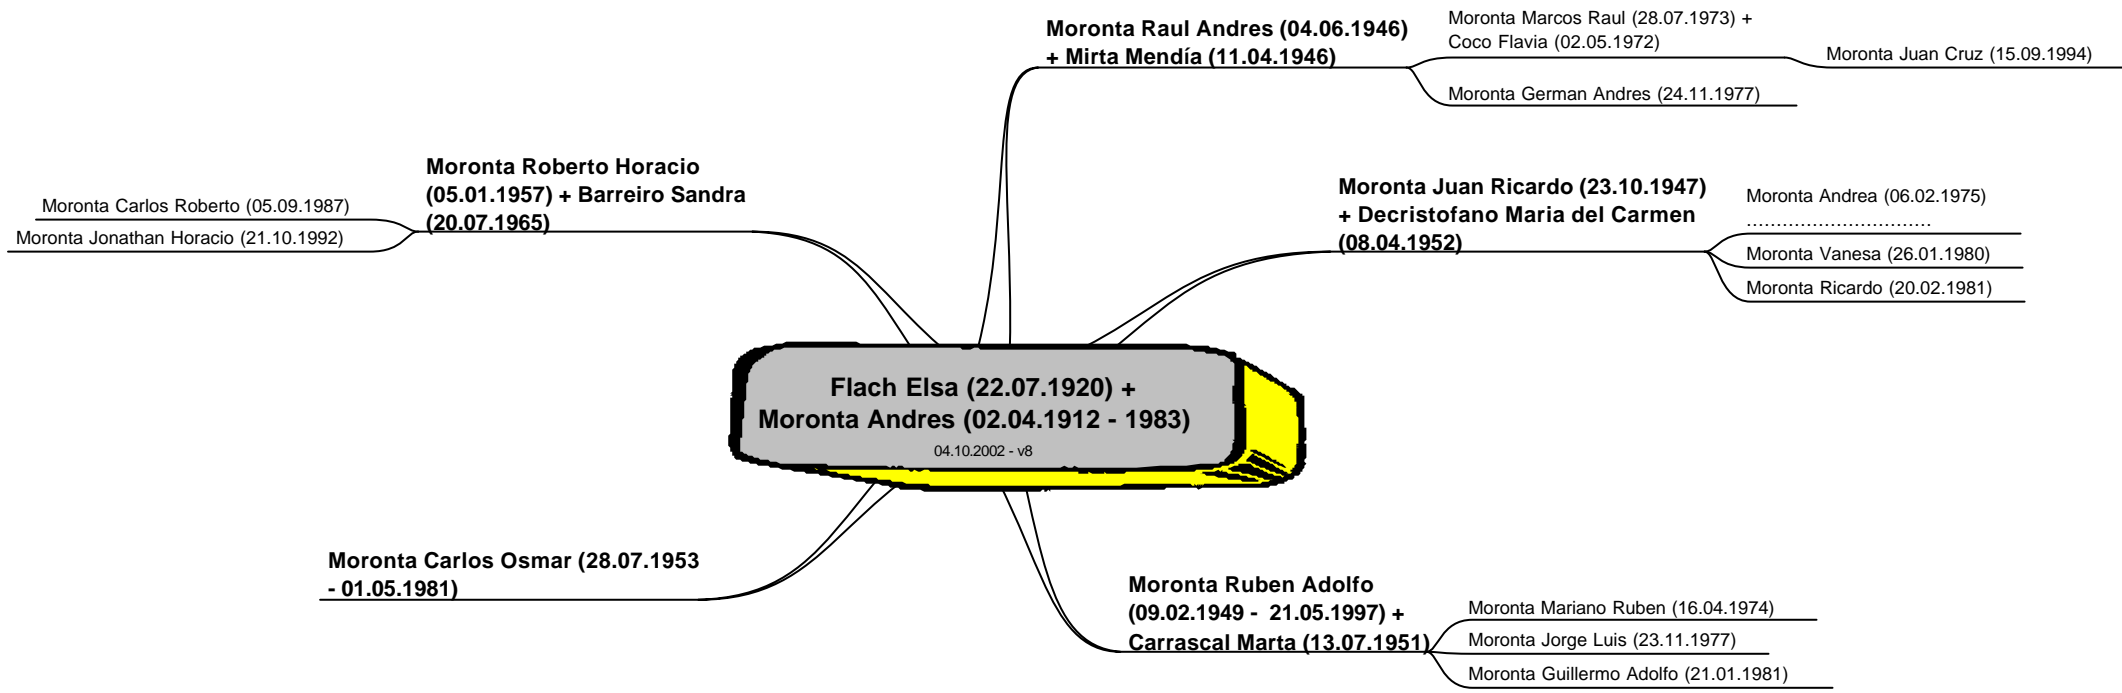 Moronta Raul Andres (04.06.1946)
+ Mirta Mendía (11.04.1946)
Moronta Marcos Raul (28.07.1973) +
Coco Flavia (02.05.1972)
Moronta Juan Cruz (15.09.1994)
Moronta German Andres (24.11.1977)
Moronta Roberto Horacio
(05.01.1957) + Barreiro Sandra
(20.07.1965)
Moronta Carlos Roberto (05.09.1987)
Moronta Jonathan Horacio (21.10.1992)
Moronta Juan Ricardo (23.10.1947)
+ Decristofano Maria del Carmen
(08.04.1952)
Moronta Andrea (06.02.1975)
................................
Moronta Vanesa (26.01.1980)
Moronta Ricardo (20.02.1981)
Flach Elsa (22.07.1920) +
Moronta Andres (02.04.1912 - 1983)
04.10.2002 - v8
Moronta Carlos Osmar (28.07.1953
- 01.05.1981)
Moronta Ruben Adolfo
(09.02.1949 -  21.05.1997) +
Carrascal Marta (13.07.1951)
Moronta Mariano Ruben (16.04.1974)
Moronta Jorge Luis (23.11.1977)
Moronta Guillermo Adolfo (21.01.1981)